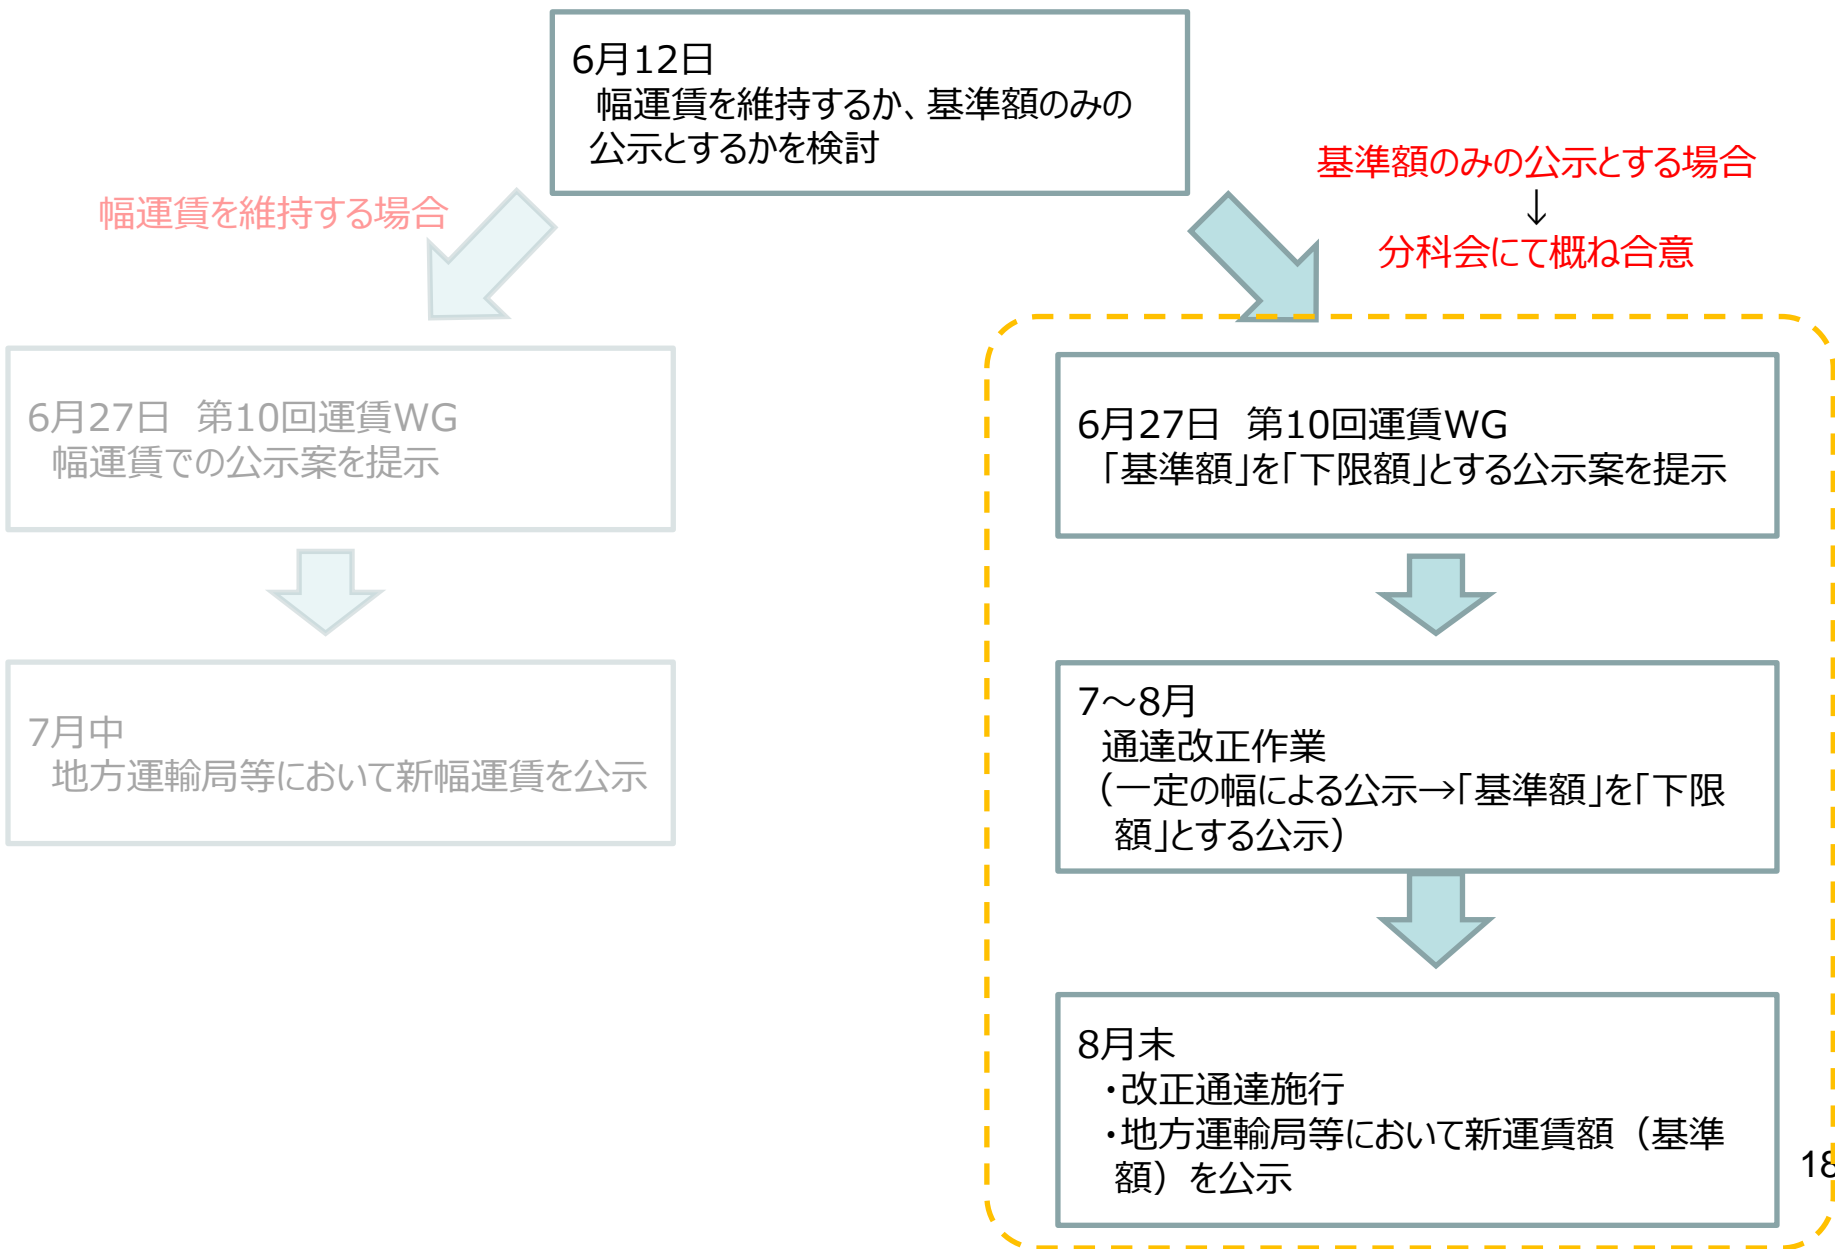 6月12日
幅運賃を維持するか、基準額のみの
公示とするかを検討
幅運賃を維持する場合
基準額のみの公示とする場合
↓
分科会にて概ね合意
6月27日 第10回運賃WG
幅運賃での公示案を提示
7月中
地方運輸局等において新幅運賃を公示
6月27日 第10回運賃WG
「基準額」を「下限額」とする公示案を提示
7～8月
通達改正作業
（一定の幅による公示→「基準額」を「下限
額」とする公示）
8月末
・改正通達施行
・地方運輸局等において新運賃額（基準
額）を公示
18